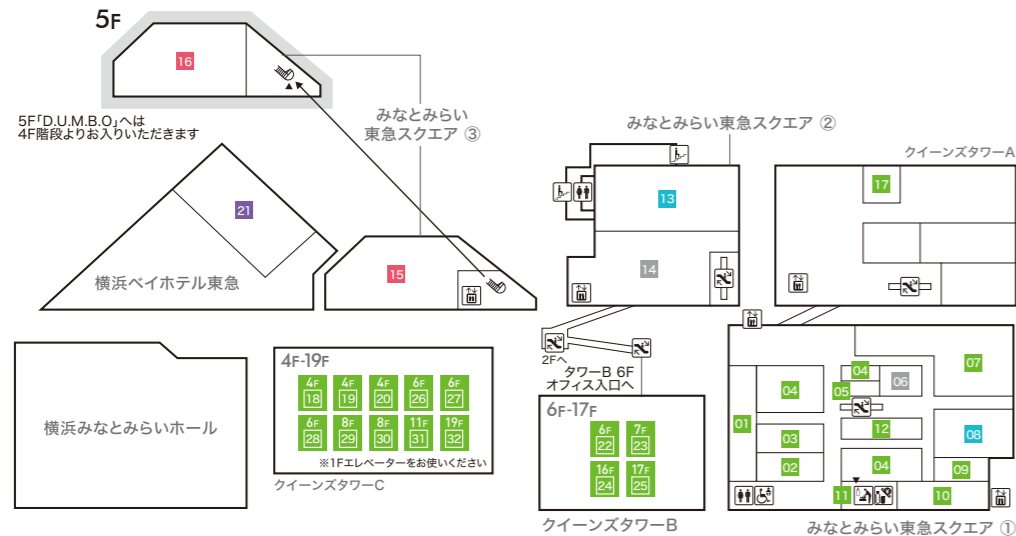 5F
16
5F「D.U.M.B.O」へは
4F階段よりお入りいただきます
みなとみらい
東急スクエア ③
みなとみらい東急スクエア ②
クイーンズタワーA
21
横浜ベイホテル東急
15
13
14
17
2Fへ
タワーB 6F
オフィス入口へ
横浜みなとみらいホール
4F-19F
4F 4F 4F 6F 6F
18 19 20 26 27
6F 8F 8F 11F 19F
28 29 30 31 32
※1Fエレベーターをお使いください
クイーンズタワーC
6F-17F
6F 7F
22 23
16F 17F
24 25
クイーンズタワーB
07
04
06
04
05
01
12
08
03
02
04
09
11
10
みなとみらい東急スクエア ①